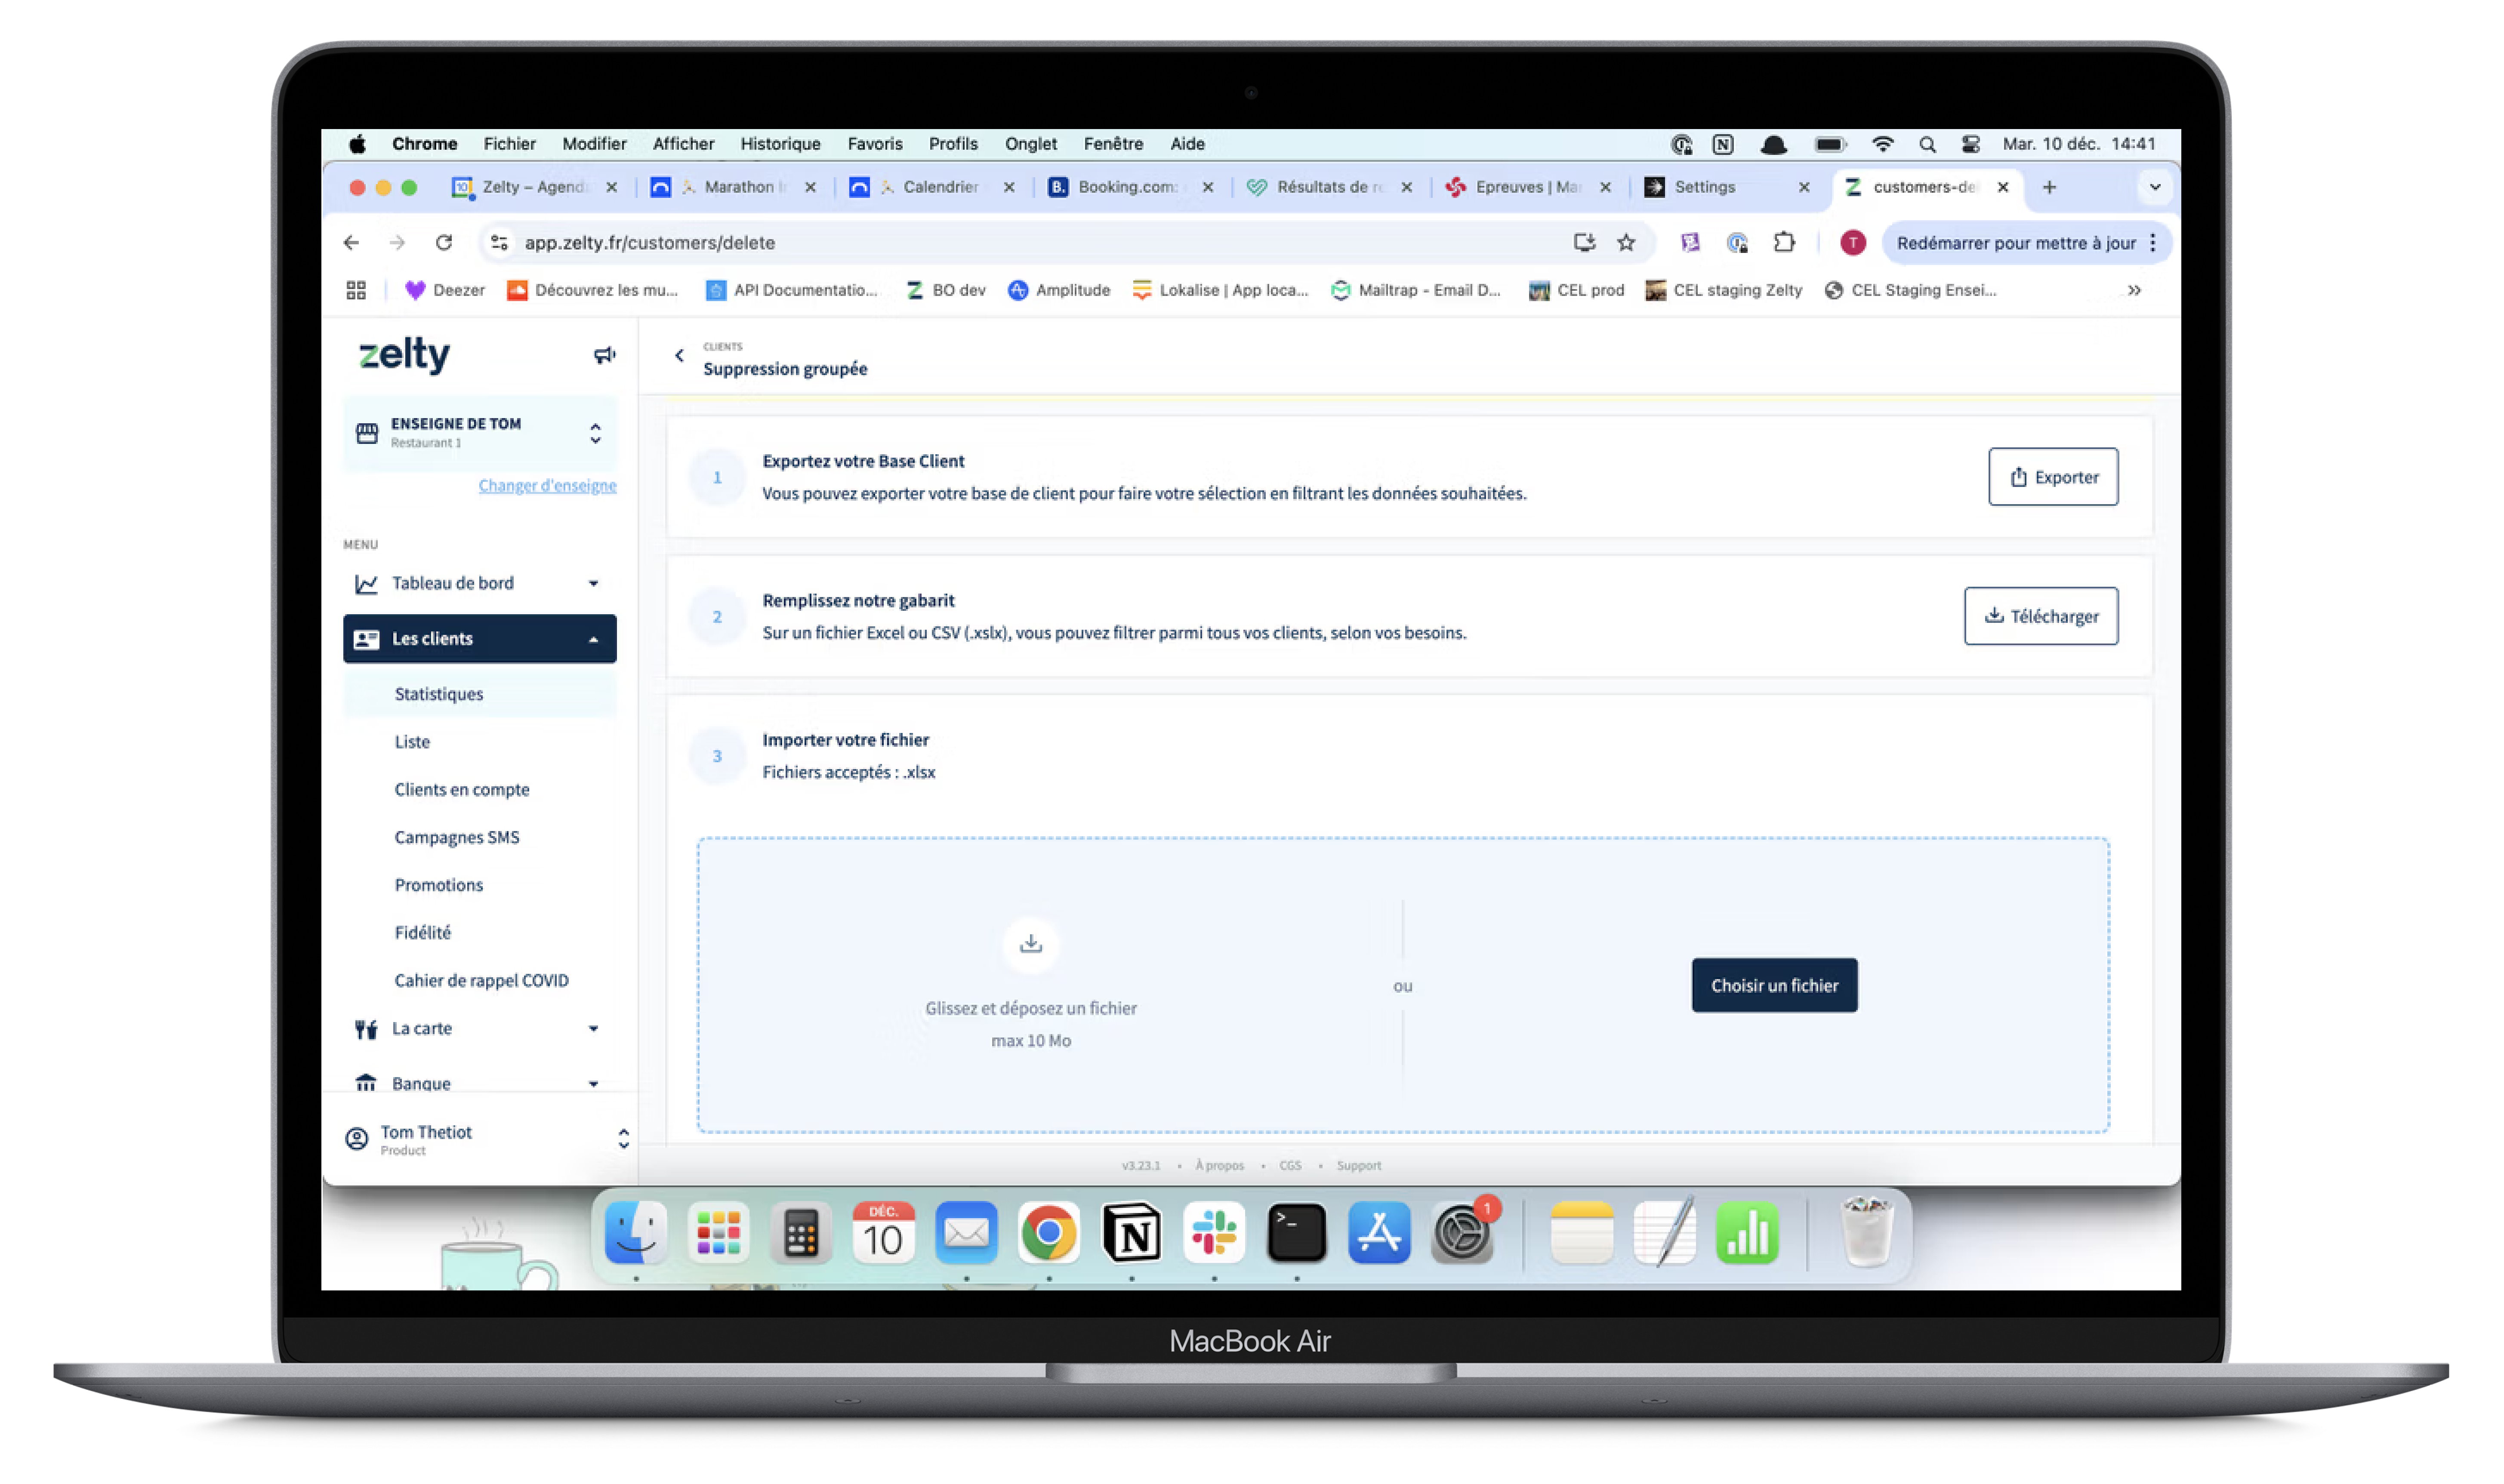 Chrome Fichier Modifier Afficher Historique Favoris Profils Onglet Fenêtre Aide Mar. 10 déc. 14:41
Zelty – Agend Marathon Calendrier Booking.com: Résultats de Epreuves | Settings customers-de
app.zelty.fr/customers/delete T Redémarrer pour mettre à jour
Deezer Découvrez les mu... API Documentatio... BO dev Amplitude Lokalise | App loca... Mailtrap - Email D... CEL prod CEL staging Zelty CEL Staging Ensei...
zelty
CLIENTS
Suppression groupée
ENSEIGNE DE TOM
Restaurant 1
Changer d'enseigne
MENU
Tableau de bord
Les clients
Statistiques
Liste
Clients en compte
Campagnes SMS
Promotions
Fidélité
Cahier de rappel COVID
La carte
Banque
Tom Thetiot
Product
1
Exportez votre Base Client
Vous pouvez exporter votre base de client pour faire votre sélection en filtrant les données souhaitées.
Exporter
2
Remplissez notre gabarit
Sur un fichier Excel ou CSV (.xslx), vous pouvez filtrer parmi tous vos clients, selon vos besoins.
Télécharger
3
Importer votre fichier
Fichiers acceptés : .xlsx
Glissez et déposez un fichier
max 10 Mo
ou
Choisir un fichier
v3.23.1 • À propos • CGS • Support
DÉC.
10
1
MacBook Air